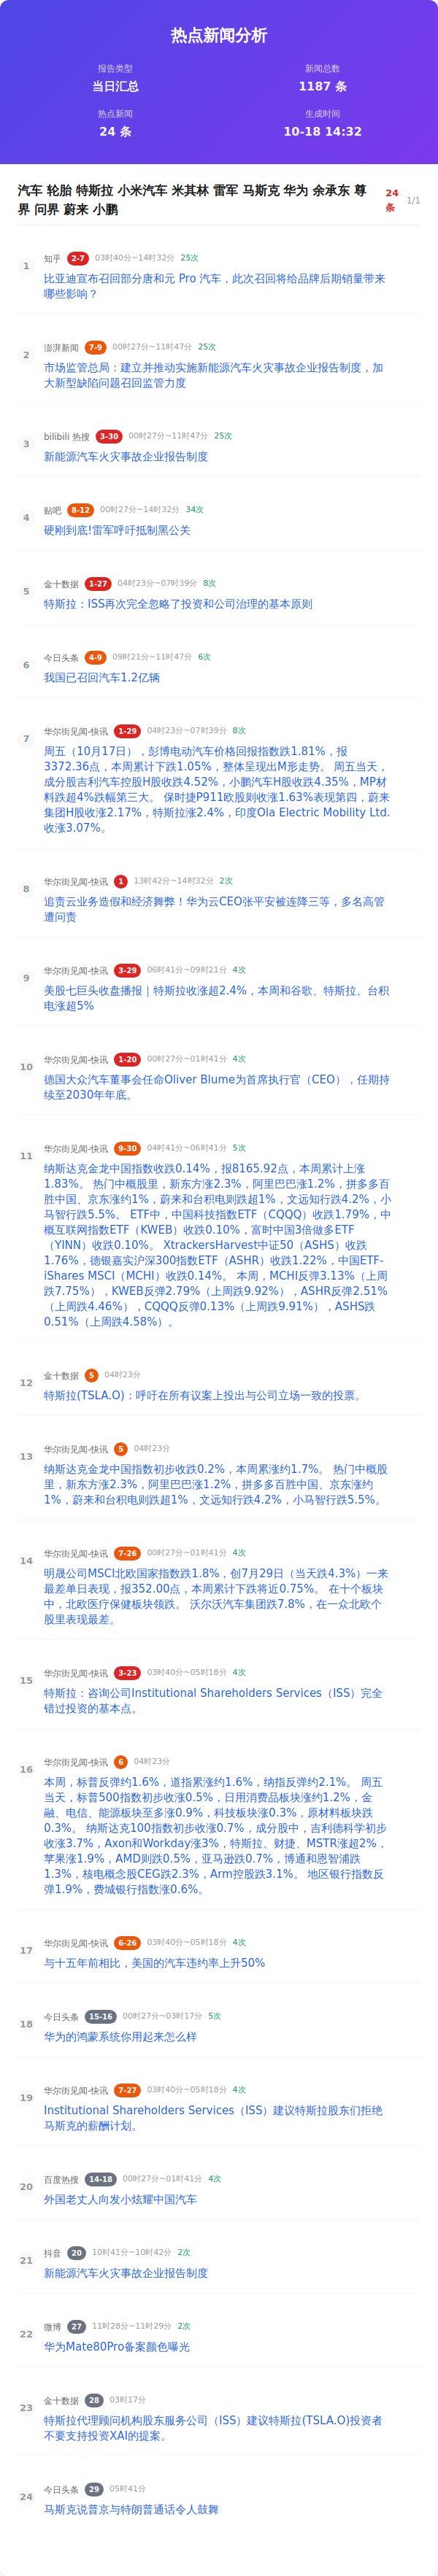 热点新闻分析
报告类型
当日汇总
新闻总数
1187 条
热点新闻
24 条
生成时间
10-18 14:32
汽车 轮胎 特斯拉 小米汽车 米其林 雷军 马斯克 华为 余承东 尊
界 问界 蔚来 小鹏
24
条
1/1
1
知乎 2-7 03时40分~14时32分 25次
比亚迪宣布召回部分唐和元 Pro 汽车，此次召回将给品牌后期销量带来
哪些影响？
2
澎湃新闻 7-9 00时27分~11时47分 25次
市场监管总局：建立并推动实施新能源汽车火灾事故企业报告制度，加
大新型缺陷问题召回监管力度
3
bilibili 热搜 3-30 00时27分~11时47分 25次
新能源汽车火灾事故企业报告制度
4
贴吧 8-12 00时27分~14时32分 34次
硬刚到底!雷军呼吁抵制黑公关
5
金十数据 1-27 04时23分~07时39分 8次
特斯拉：ISS再次完全忽略了投资和公司治理的基本原则
6
今日头条 4-9 09时21分~11时47分 6次
我国已召回汽车1.2亿辆
7
华尔街见闻-快讯 1-29 04时23分~07时39分 8次
周五（10月17日），彭博电动汽车价格回报指数跌1.81%，报
3372.36点，本周累计下跌1.05%，整体呈现出M形走势。 周五当天，
成分股吉利汽车控股H股收跌4.52%，小鹏汽车H股收跌4.35%，MP材
料跌超4%跌幅第三大。 保时捷P911欧股则收涨1.63%表现第四，蔚来
集团H股收涨2.17%，特斯拉涨2.4%，印度Ola Electric Mobility Ltd.
收涨3.07%。
8
华尔街见闻-快讯 1 13时42分~14时32分 2次
追责云业务造假和经济舞弊！华为云CEO张平安被连降三等，多名高管
遭问责
9
华尔街见闻-快讯 3-29 06时41分~09时21分 4次
美股七巨头收盘播报｜特斯拉收涨超2.4%，本周和谷歌、特斯拉、台积
电涨超5%
10
华尔街见闻-快讯 1-20 00时27分~01时41分 4次
德国大众汽车董事会任命Oliver Blume为首席执行官（CEO），任期持
续至2030年年底。
11
华尔街见闻-快讯 9-30 04时41分~06时41分 5次
纳斯达克金龙中国指数收跌0.14%，报8165.92点，本周累计上涨
1.83%。 热门中概股里，新东方涨2.3%，阿里巴巴涨1.2%，拼多多百
胜中国、京东涨约1%，蔚来和台积电则跌超1%，文远知行跌4.2%，小
马智行跌5.5%。 ETF中，中国科技指数ETF（CQQQ）收跌1.79%，中
概互联网指数ETF（KWEB）收跌0.10%，富时中国3倍做多ETF
（YINN）收跌0.10%。 XtrackersHarvest中证50（ASHS）收跌
1.76%，德银嘉实沪深300指数ETF（ASHR）收跌1.22%，中国ETF-
iShares MSCI（MCHI）收跌0.14%。 本周，MCHI反弹3.13%（上周
跌7.75%），KWEB反弹2.79%（上周跌9.92%），ASHR反弹2.51%
（上周跌4.46%），CQQQ反弹0.13%（上周跌9.91%），ASHS跌
0.51%（上周跌4.58%）。
12
金十数据 5 04时23分
特斯拉(TSLA.O)：呼吁在所有议案上投出与公司立场一致的投票。
13
华尔街见闻-快讯 5 04时23分
纳斯达克金龙中国指数初步收跌0.2%，本周累涨约1.7%。 热门中概股
里，新东方涨2.3%，阿里巴巴涨1.2%，拼多多百胜中国、京东涨约
1%，蔚来和台积电则跌超1%，文远知行跌4.2%，小马智行跌5.5%。
14
华尔街见闻-快讯 7-26 00时27分~01时41分 4次
明晟公司MSCI北欧国家指数跌1.8%，创7月29日（当天跌4.3%）一来
最差单日表现，报352.00点，本周累计下跌将近0.75%。 在十个板块
中，北欧医疗保健板块领跌。 沃尔沃汽车集团跌7.8%，在一众北欧个
股里表现最差。
15
华尔街见闻-快讯 3-23 03时40分~05时18分 4次
特斯拉：咨询公司Institutional Shareholders Services（ISS）完全
错过投资的基本点。
16
华尔街见闻-快讯 6 04时23分
本周，标普反弹约1.6%，道指累涨约1.6%，纳指反弹约2.1%。 周五
当天，标普500指数初步收涨0.5%，日用消费品板块涨约1.2%，金
融、电信、能源板块至多涨0.9%，科技板块涨0.3%，原材料板块跌
0.3%。 纳斯达克100指数初步收涨0.7%，成分股中，吉利德科学初步
收涨3.7%，Axon和Workday涨3%，特斯拉、财捷、MSTR涨超2%，
苹果涨1.9%，AMD则跌0.5%，亚马逊跌0.7%，博通和恩智浦跌
1.3%，核电概念股CEG跌2.3%，Arm控股跌3.1%。 地区银行指数反
弹1.9%，费城银行指数涨0.6%。
17
华尔街见闻-快讯 6-26 03时40分~05时18分 4次
与十五年前相比，美国的汽车违约率上升50%
18
今日头条 15-16 00时27分~03时17分 5次
华为的鸿蒙系统你用起来怎么样
19
华尔街见闻-快讯 7-27 03时40分~05时18分 4次
Institutional Shareholders Services（ISS）建议特斯拉股东们拒绝
马斯克的薪酬计划。
20
百度热搜 14-18 00时27分~01时41分 4次
外国老丈人向发小炫耀中国汽车
21
抖音 20 10时41分~10时42分 2次
新能源汽车火灾事故企业报告制度
22
微博 27 11时28分~11时29分 2次
华为Mate80Pro备案颜色曝光
23
金十数据 28 03时17分
特斯拉代理顾问机构股东服务公司（ISS）建议特斯拉(TSLA.O)投资者
不要支持投资XAI的提案。
24
今日头条 29 05时41分
马斯克说普京与特朗普通话令人鼓舞